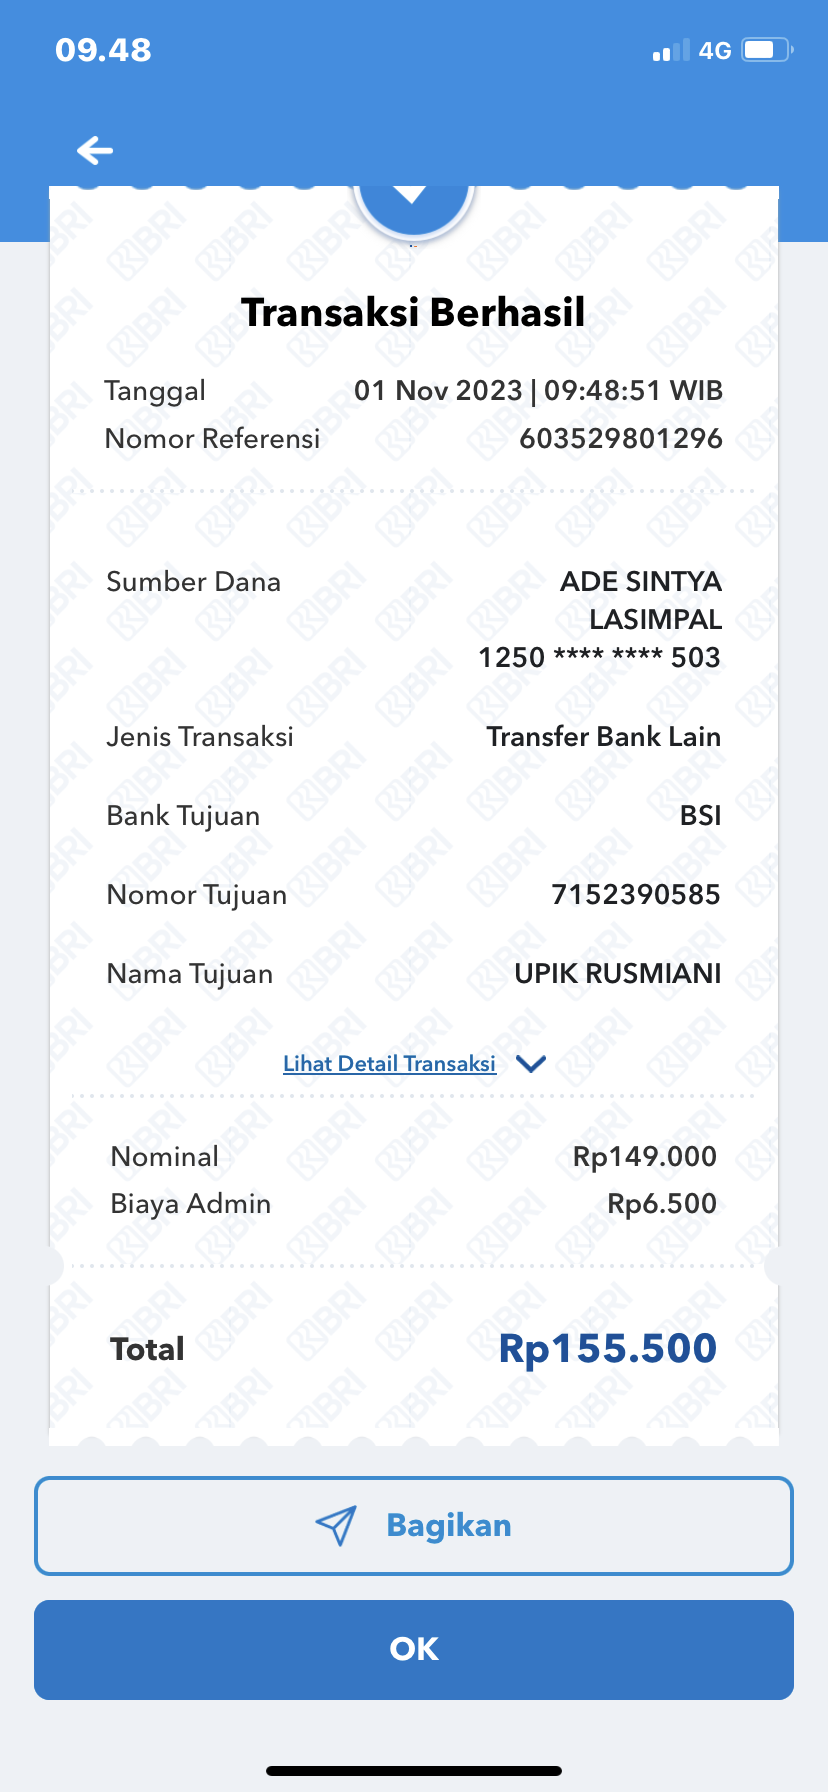 09.48
4G
Transaksi Berhasil
Tanggal 01 Nov 2023 | 09:48:51 WIB
Nomor Referensi 603529801296
Sumber Dana ADE SINTYA
LASIMPAL
1250 **** **** 503
Jenis Transaksi Transfer Bank Lain
Bank Tujuan BSI
Nomor Tujuan 7152390585
Nama Tujuan UPIK RUSMIANI
Lihat Detail Transaksi
Nominal Rp149.000
Biaya Admin Rp6.500
Total Rp155.500
Bagikan
OK